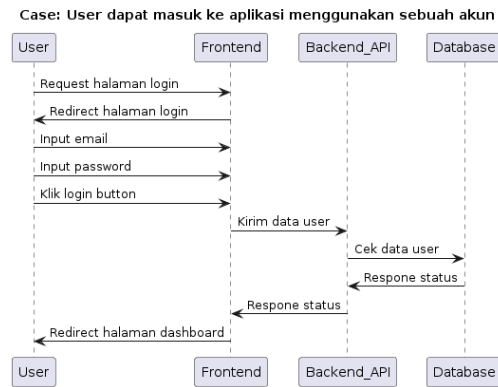 Case: User dapat masuk ke aplikasi menggunakan sebuah akun
User Frontend Backend_API Database
Request halaman login
Redirect halaman login
Input email
Input password
Klik login button
Kirim data user
Cek data user
Respone status
Respone status
Redirect halaman dashboard
User Frontend Backend_API Database